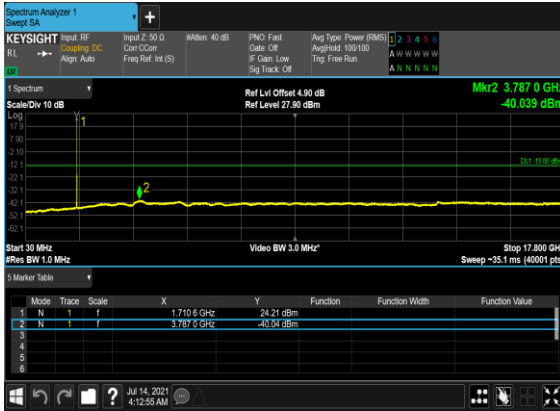 Spectrum Analyzer 1
Swept SA
KEYSIGHT
RL
Input: RF
Coupling: DC
Align: Auto
Input Z: 50 Ω
Corr CCorr
Freq Ref: Int (S)
#Atten: 40 dB
PNO: Fast
Gate: Off
IF Gain: Low
Sig Track: Off
Avg Type: Power (RMS)
Avg|Hold: 100/100
Trig: Free Run
1 2 3 4 5 6
A W W W W W
A N N N N N
1 Spectrum
Scale/Div 10 dB
Ref Lvl Offset 4.90 dB
Ref Level 27.90 dBm
Mkr2 3.787 0 GHz
-40.039 dBm
Log
17.9
7.90
-2.10
-12.1
-22.1
-32.1
-42.1
-52.1
-62.1
1
2
DL1 -13.00 dBm
Start 30 MHz
Video BW 3.0 MHz*
Stop 17.800 GHz
#Res BW 1.0 MHz
Sweep ~35.1 ms (40001 pts)
5 Marker Table
Mode Trace Scale X Y Function Function Width Function Value
1 N 1 f 1.710 6 GHz 24.21 dBm
2 N 1 f 3.787 0 GHz -40.04 dBm
3
4
5
6
Jul 14, 2021
4:12:55 AM